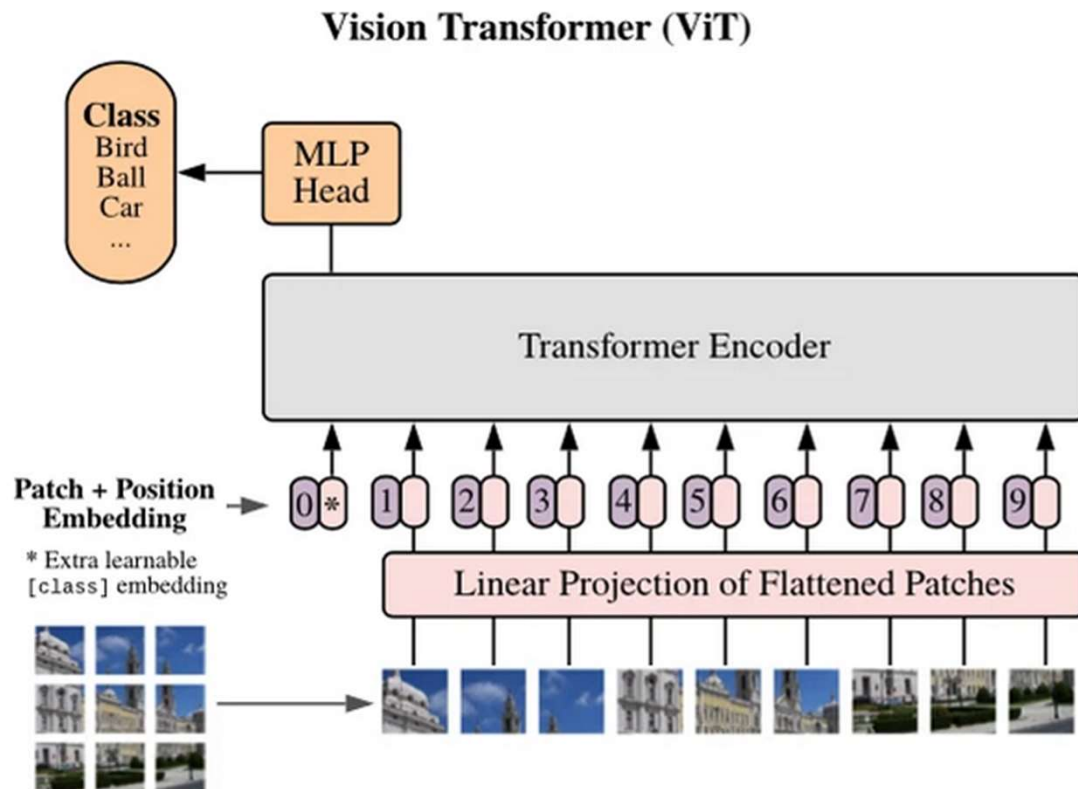 Vision Transformer (ViT)
Class
Bird
Ball
Car
...
MLP
Head
Transformer Encoder
Patch + Position
Embedding
0 * 1 2 3 4 5 6 7 8 9
* Extra learnable
[class] embedding
Linear Projection of Flattened Patches